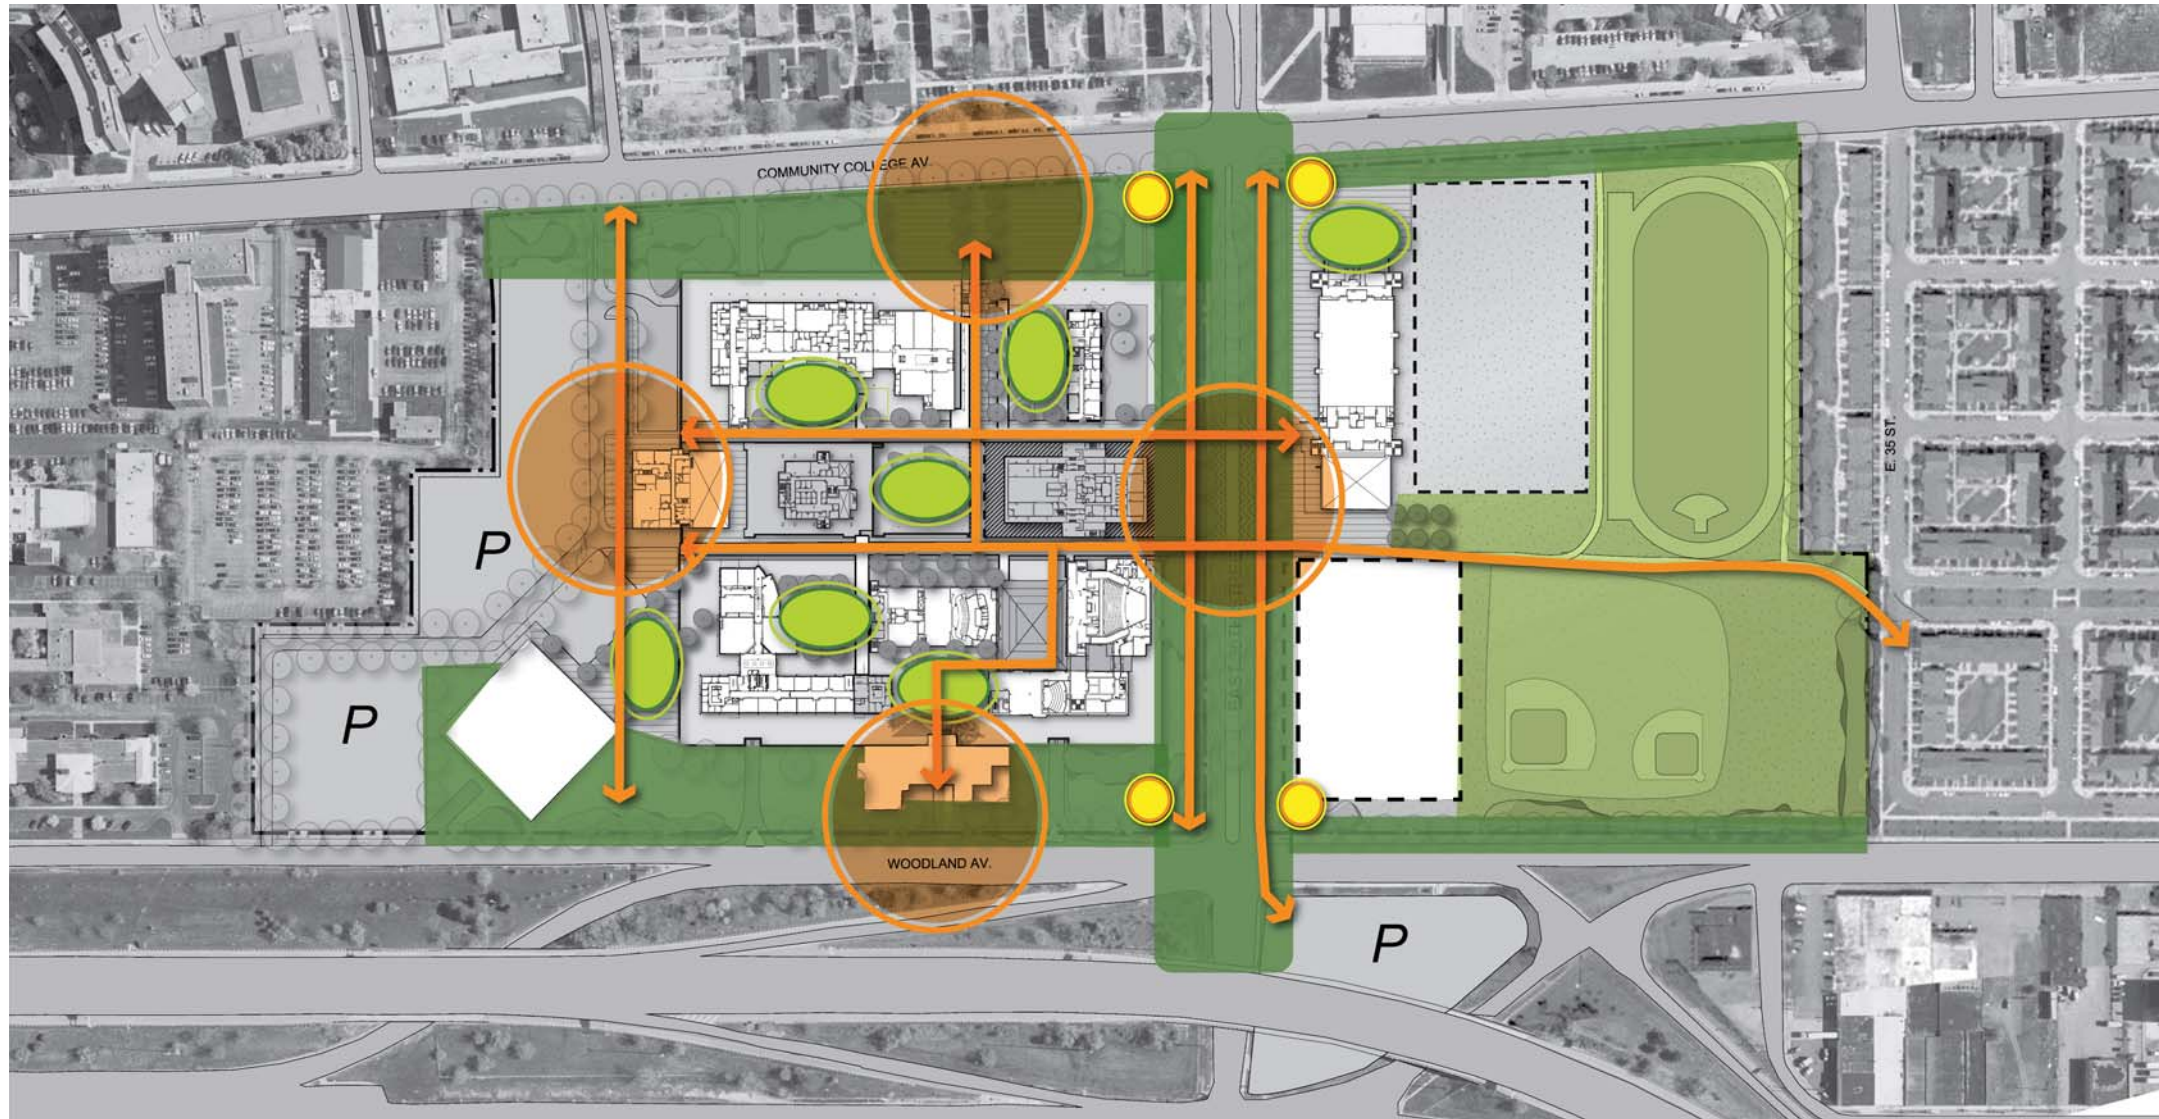 COMMUNITY COLLEGE AV.
E. 35 ST.
P
P
WOODLAND AV.
P